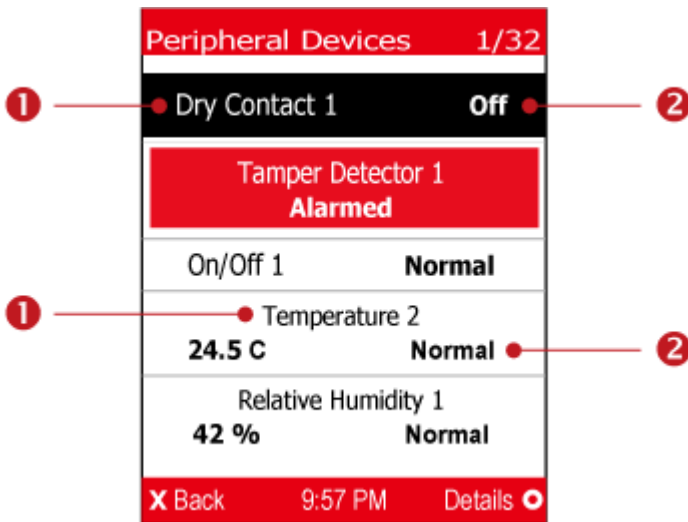 Peripheral Devices 1/32
1 Dry Contact 1 Off 2
Tamper Detector 1
Alarmed
On/Off 1 Normal
1 Temperature 2
24.5 C Normal 2
Relative Humidity 1
42 % Normal
X Back 9:57 PM Details O